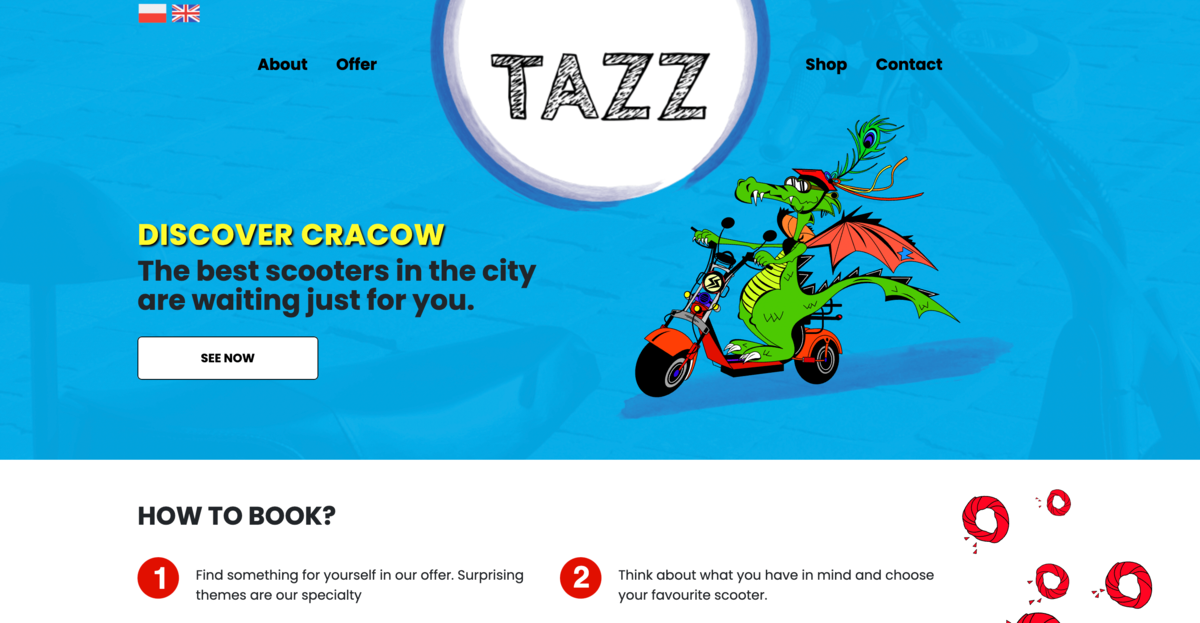 About
Offer
TAZZ
Shop
Contact
DISCOVER CRACOW
The best scooters in the city
are waiting just for you.
SEE NOW
HOW TO BOOK?
1
Find something for yourself in our offer. Surprising
themes are our specialty
2
Think about what you have in mind and choose
your favourite scooter.